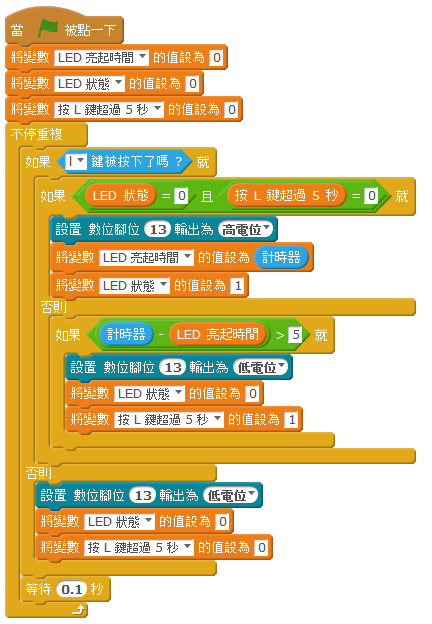 當 被點一下
將變數 LED 亮起時間 的值設為 0
將變數 LED 狀態 的值設為 0
將變數 按 L 鍵超過 5 秒 的值設為 0
不停重複
如果 l 鍵被按下了嗎 ? 就
如果 LED 狀態 = 0 且 按 L 鍵超過 5 秒 = 0 就
設置 數位腳位 13 輸出為 高電位
將變數 LED 亮起時間 的值設為 計時器
將變數 LED 狀態 的值設為 1
否則
如果 計時器 - LED 亮起時間 > 5 就
設置 數位腳位 13 輸出為 低電位
將變數 LED 狀態 的值設為 0
將變數 按 L 鍵超過 5 秒 的值設為 1
否則
設置 數位腳位 13 輸出為 低電位
將變數 LED 狀態 的值設為 0
將變數 按 L 鍵超過 5 秒 的值設為 0
等待 0.1 秒